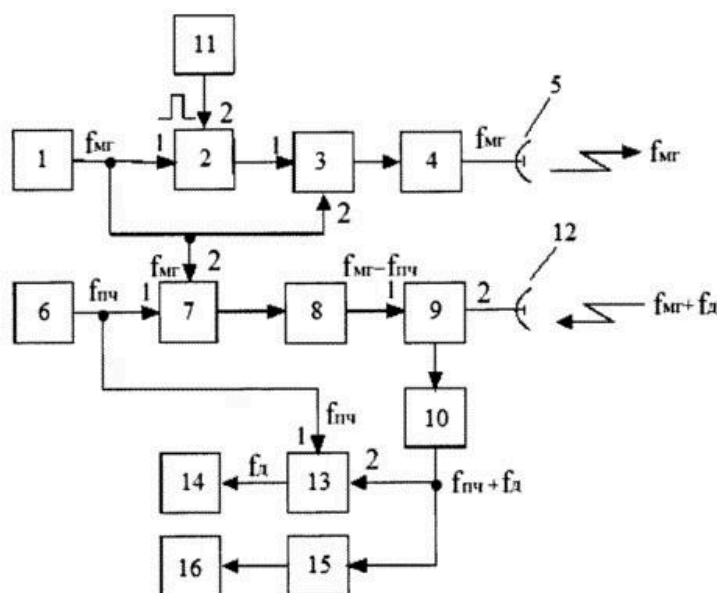 11
5
2
fмг 1 1 fмг
1 2 3 4 fмг
2
12
fмг 2 fмг–fпч
fпч 1 1 2 fмг+fд
6 7 8 9
10
fпч
1 2
fд fпч+fд
14 13
16 15